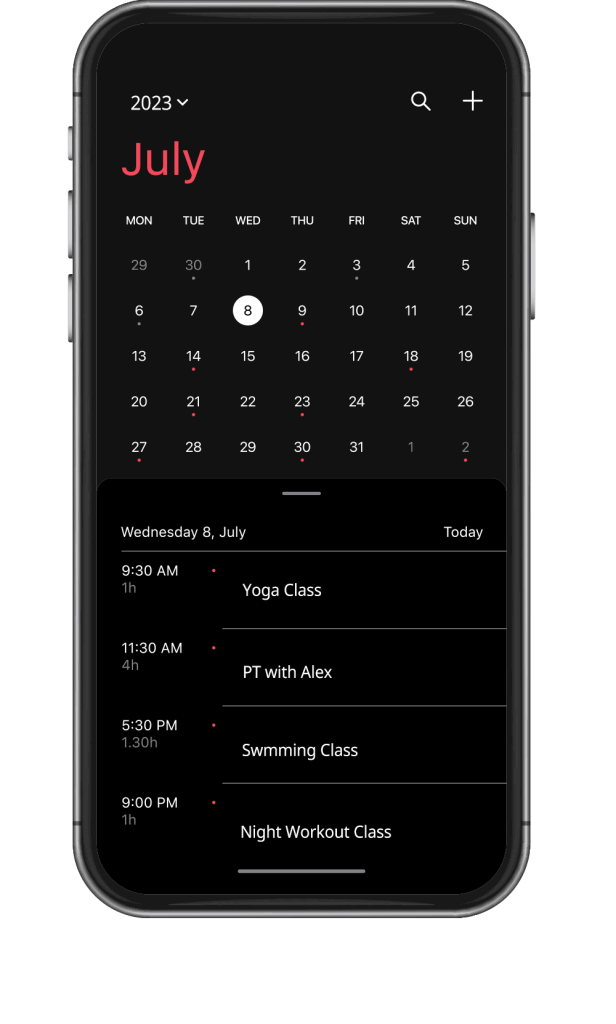 2023
July
MON TUE WED THU FRI SAT SUN
29 30 1 2 3 4 5
6 7 8 9 10 11 12
13 14 15 16 17 18 19
20 21 22 23 24 25 26
27 28 29 30 31 1 2
Wednesday 8, July Today
9:30 AM
1h
Yoga Class
11:30 AM
4h
PT with Alex
5:30 PM
1.30h
Swmming Class
9:00 PM
1h
Night Workout Class